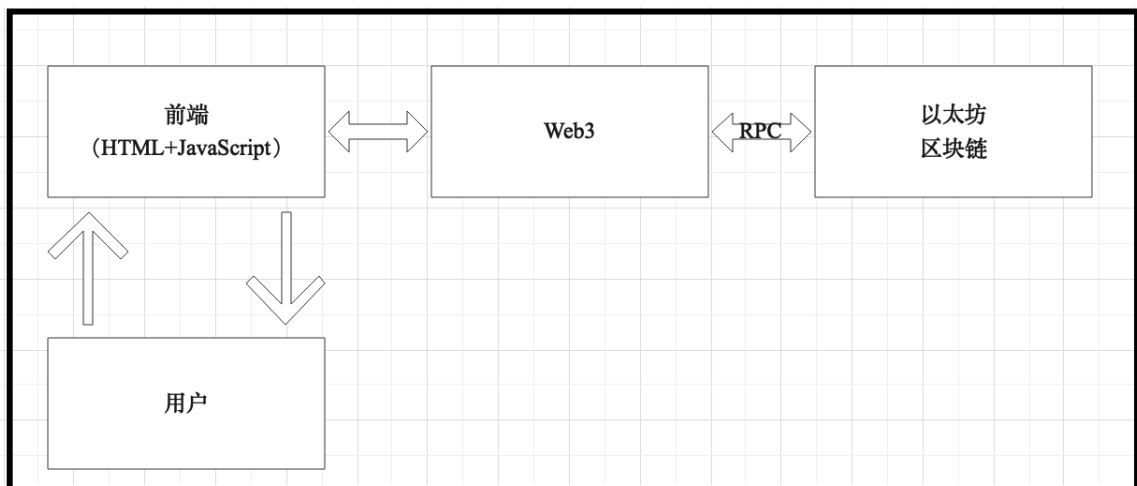 前端
（HTML+JavaScript）
Web3
RPC
以太坊
区块链
用户